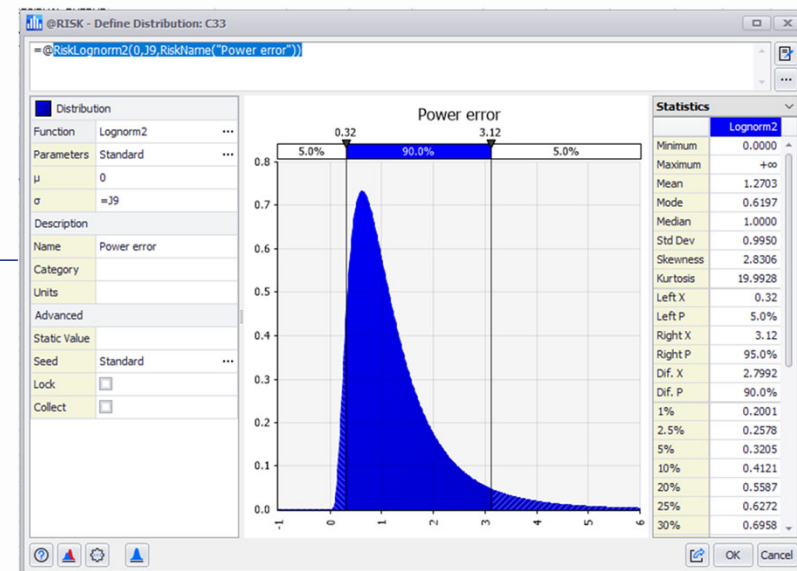 @RISK - Define Distribution: C33
=@RiskLognorm2(0,J9,RiskName("Power error"))
Distribution
Function Lognorm2 ...
Parameters Standard ...
μ 0
σ =J9
Description
Name Power error
Category
Units
Advanced
Static Value
Seed Standard ...
Lock
Collect
Power error
0.32 3.12
5.0% 90.0% 5.0%
0.8
0.7
0.6
0.5
0.4
0.3
0.2
0.1
0.0
-1 0 1 2 3 4 5 6
Statistics
Lognorm2
Minimum 0.0000
Maximum +∞
Mean 1.2703
Mode 0.6197
Median 1.0000
Std Dev 0.9950
Skewness 2.8306
Kurtosis 19.9928
Left X 0.32
Left P 5.0%
Right X 3.12
Right P 95.0%
Dif. X 2.7992
Dif. P 90.0%
1% 0.2001
2.5% 0.2578
5% 0.3205
10% 0.4121
20% 0.5587
25% 0.6272
30% 0.6958
OK Cancel